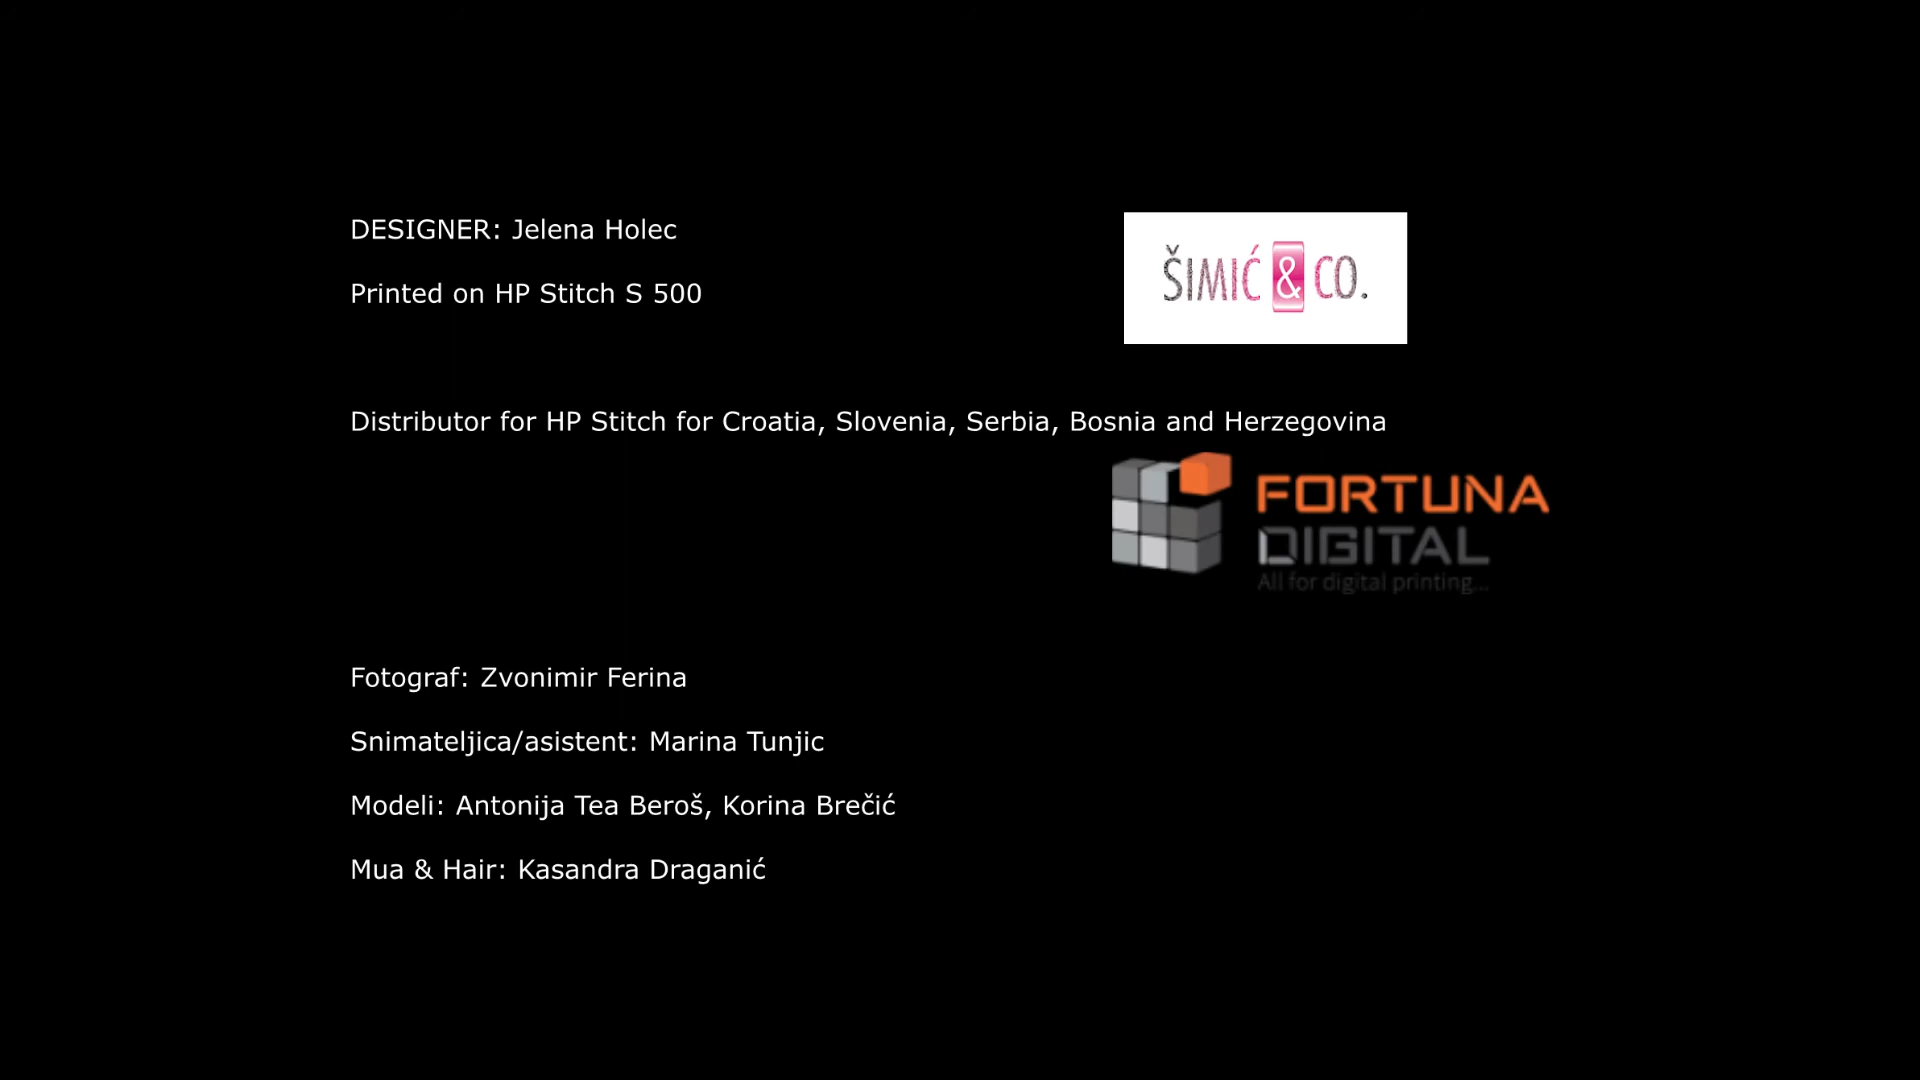 DESIGNER: Jelena Holec
ŠIMIĆ & CO.
Printed on HP Stitch S 500
Distributor for HP Stitch for Croatia, Slovenia, Serbia, Bosnia and Herzegovina
FORTUNA
DIGITAL
All for digital printing...
Fotograf: Zvonimir Ferina
Snimateljica/asistent: Marina Tunjic
Modeli: Antonija Tea Beroš, Korina Brečić
Mua & Hair: Kasandra Draganić